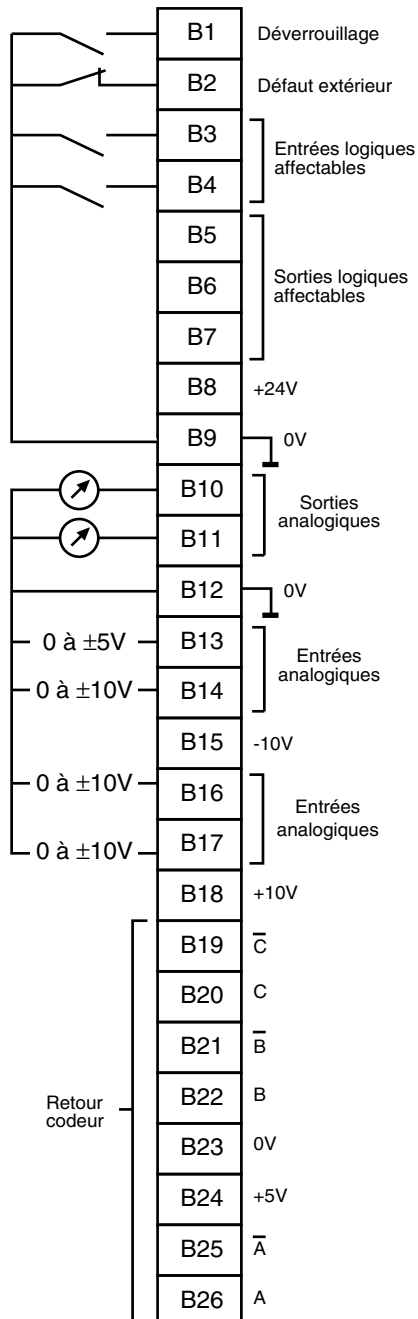 B1 Déverrouillage
B2 Défaut extérieur
B3
Entrées logiques
affectables
B4
B5
Sorties logiques
affectables
B6
B7
B8 +24V
B9 0V
B10
Sorties
analogiques
B11
B12 0V
0 à ±5V B13
Entrées
analogiques
0 à ±10V B14
B15 -10V
0 à ±10V B16
Entrées
analogiques
0 à ±10V B17
B18 +10V
B19 C̅
B20 C
B21 B̅
Retour
codeur
B22 B
B23 0V
B24 +5V
B25 A̅
B26 A